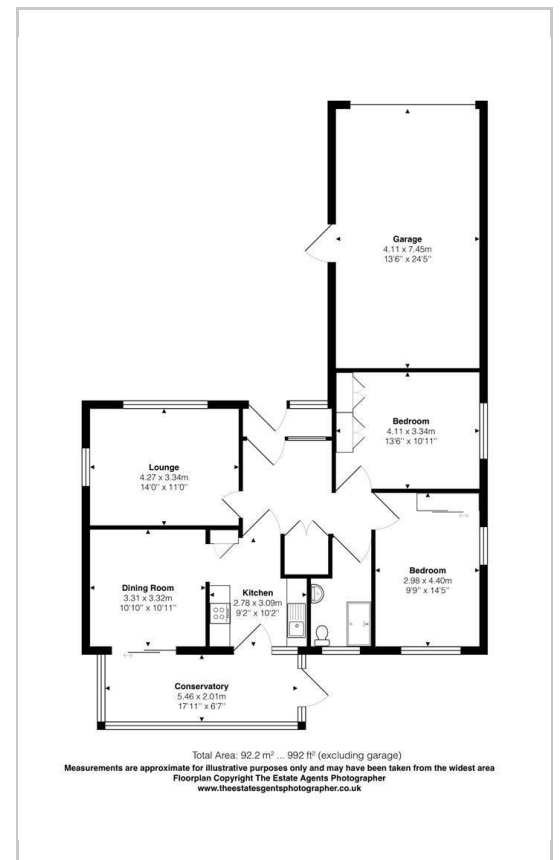 Garage
4.11 x 7.45m
13'6" x 24'5"
Bedroom
4.11 x 3.34m
13'6" x 10'11"
Lounge
4.27 x 3.34m
14'0" x 11'0"
Bedroom
2.98 x 4.40m
9'9" x 14'5"
Dining Room
3.31 x 3.32m
10'10" x 10'11"
Kitchen
2.78 x 3.09m
9'2" x 10'2"
Conservatory
5.46 x 2.01m
17'11" x 6'7"
Total Area: 92.2 m² ... 992 ft² (excluding garage)
Measurements are approximate for illustrative purposes only and may have been taken from the widest area
Floorplan Copyright The Estate Agents Photographer
www.theestatesgentsphotographer.co.uk